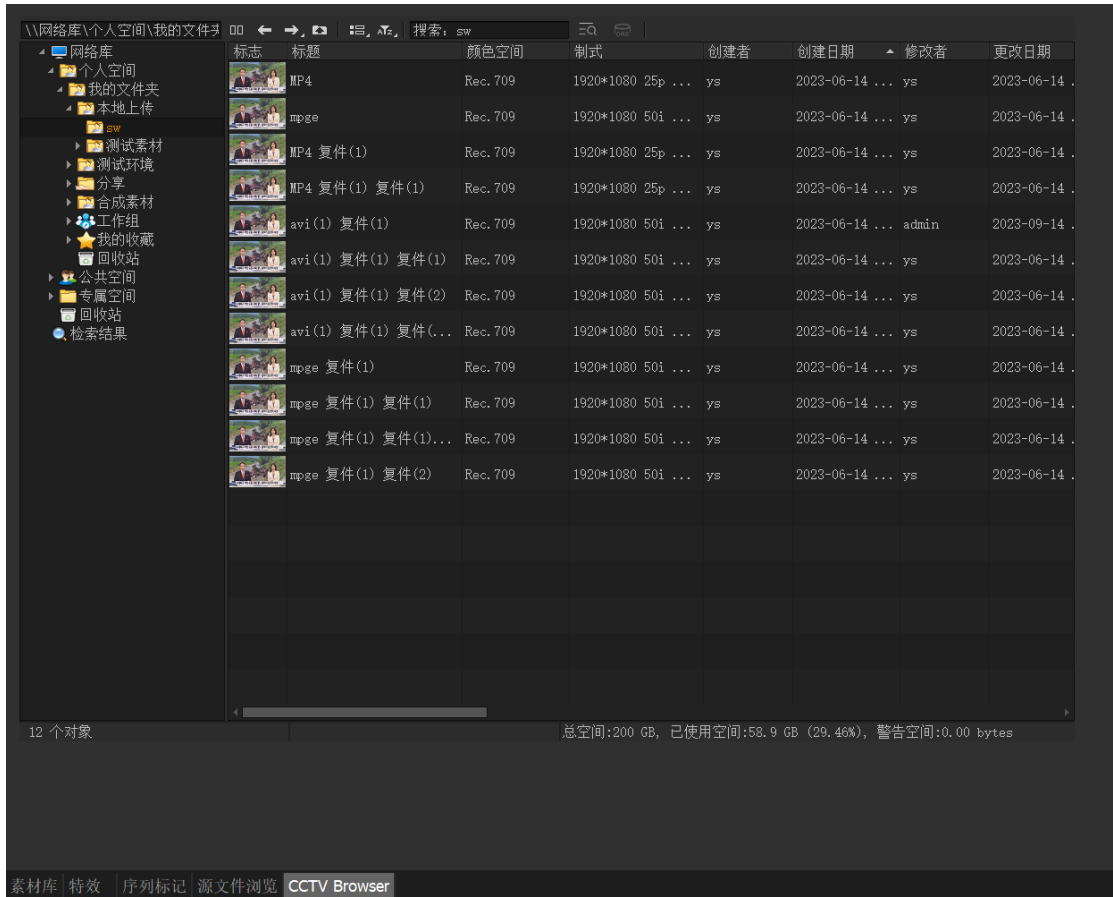 \\网络库\个人空间\我的文件夹 搜索: sw
网络库
个人空间
我的文件夹
本地上传
sw
测试素材
测试环境
分享
合成素材
工作组
我的收藏
回收站
公共空间
专属空间
回收站
检索结果
标志 标题 颜色空间 制式 创建者 创建日期 修改者 更改日期
MP4 Rec.709 1920*1080 25p ... ys 2023-06-14 ... ys 2023-06-14 .
mpge Rec.709 1920*1080 50i ... ys 2023-06-14 ... ys 2023-06-14 .
MP4 复件(1) Rec.709 1920*1080 25p ... ys 2023-06-14 ... ys 2023-06-14 .
MP4 复件(1) 复件(1) Rec.709 1920*1080 25p ... ys 2023-06-14 ... ys 2023-06-14 .
avi(1) 复件(1) Rec.709 1920*1080 50i ... ys 2023-06-14 ... admin 2023-09-14 .
avi(1) 复件(1) 复件(1) Rec.709 1920*1080 50i ... ys 2023-06-14 ... ys 2023-06-14 .
avi(1) 复件(1) 复件(2) Rec.709 1920*1080 50i ... ys 2023-06-14 ... ys 2023-06-14 .
avi(1) 复件(1) 复件(... Rec.709 1920*1080 50i ... ys 2023-06-14 ... ys 2023-06-14 .
mpge 复件(1) Rec.709 1920*1080 50i ... ys 2023-06-14 ... ys 2023-06-14 .
mpge 复件(1) 复件(1) Rec.709 1920*1080 50i ... ys 2023-06-14 ... ys 2023-06-14 .
mpge 复件(1) 复件(1)... Rec.709 1920*1080 50i ... ys 2023-06-14 ... ys 2023-06-14 .
mpge 复件(1) 复件(2) Rec.709 1920*1080 50i ... ys 2023-06-14 ... ys 2023-06-14 .
12 个对象 总空间:200 GB, 已使用空间:58.9 GB (29.46%), 警告空间:0.00 bytes
素材库 特效 序列标记 源文件浏览 CCTV Browser